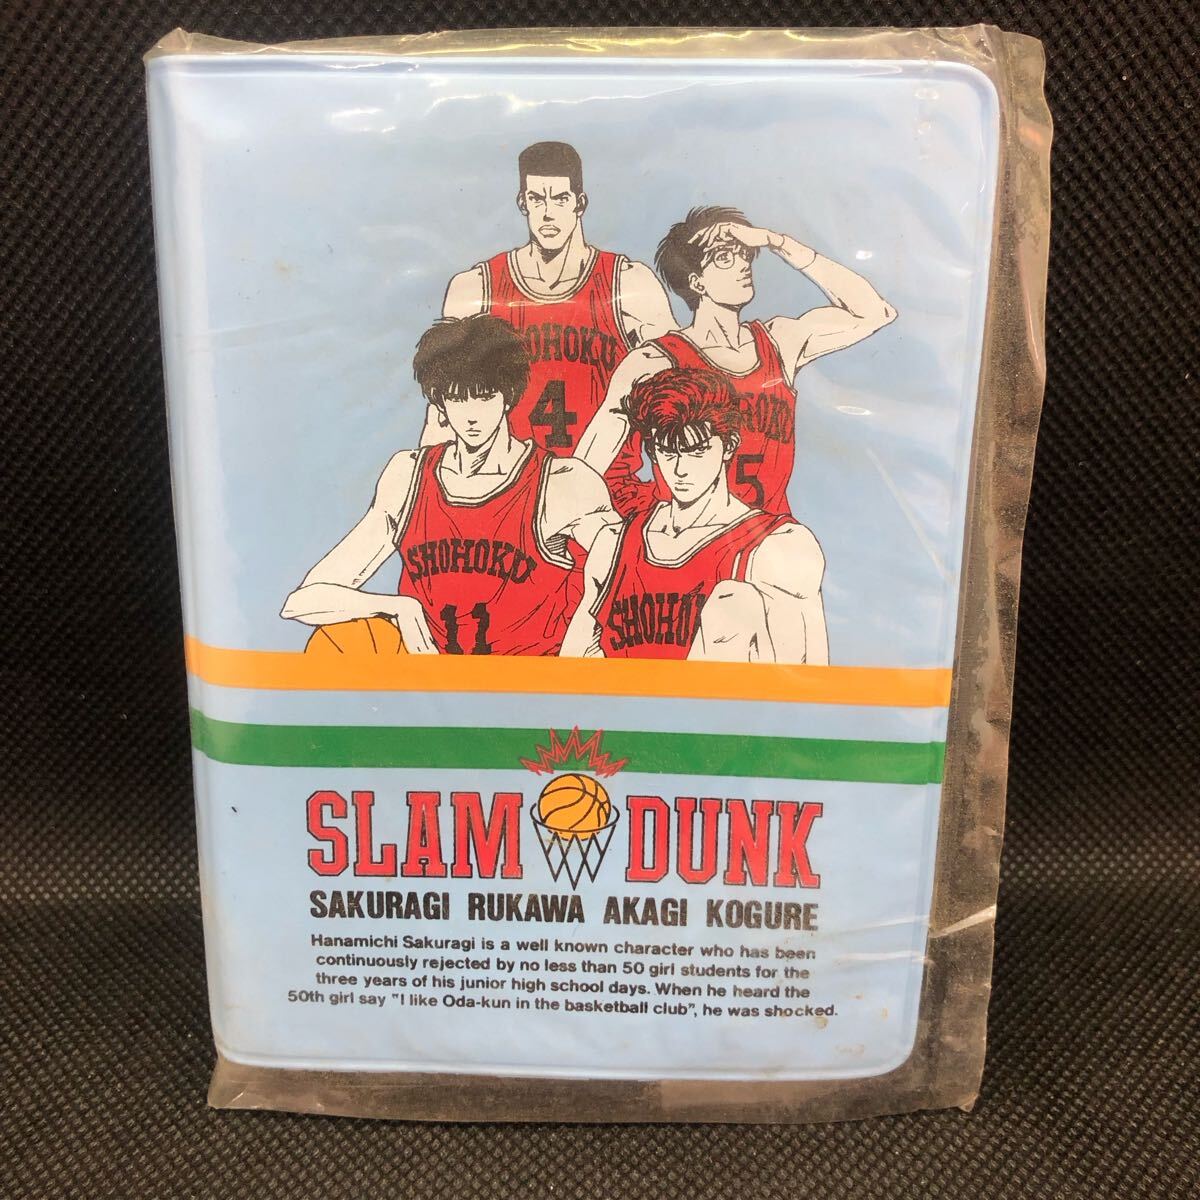 SHOHOKU
4
SHOHOKU
5
SHOHOKU
11
SLAM DUNK
SAKURAGI RUKAWA AKAGI KOGURE
Hanamichi Sakuragi is a well known character who has been
continuously rejected by no less than 50 girl students for the
three years of his junior high school days. When he heard the
50th girl say "I like Oda-kun in the basketball club", he was shocked.